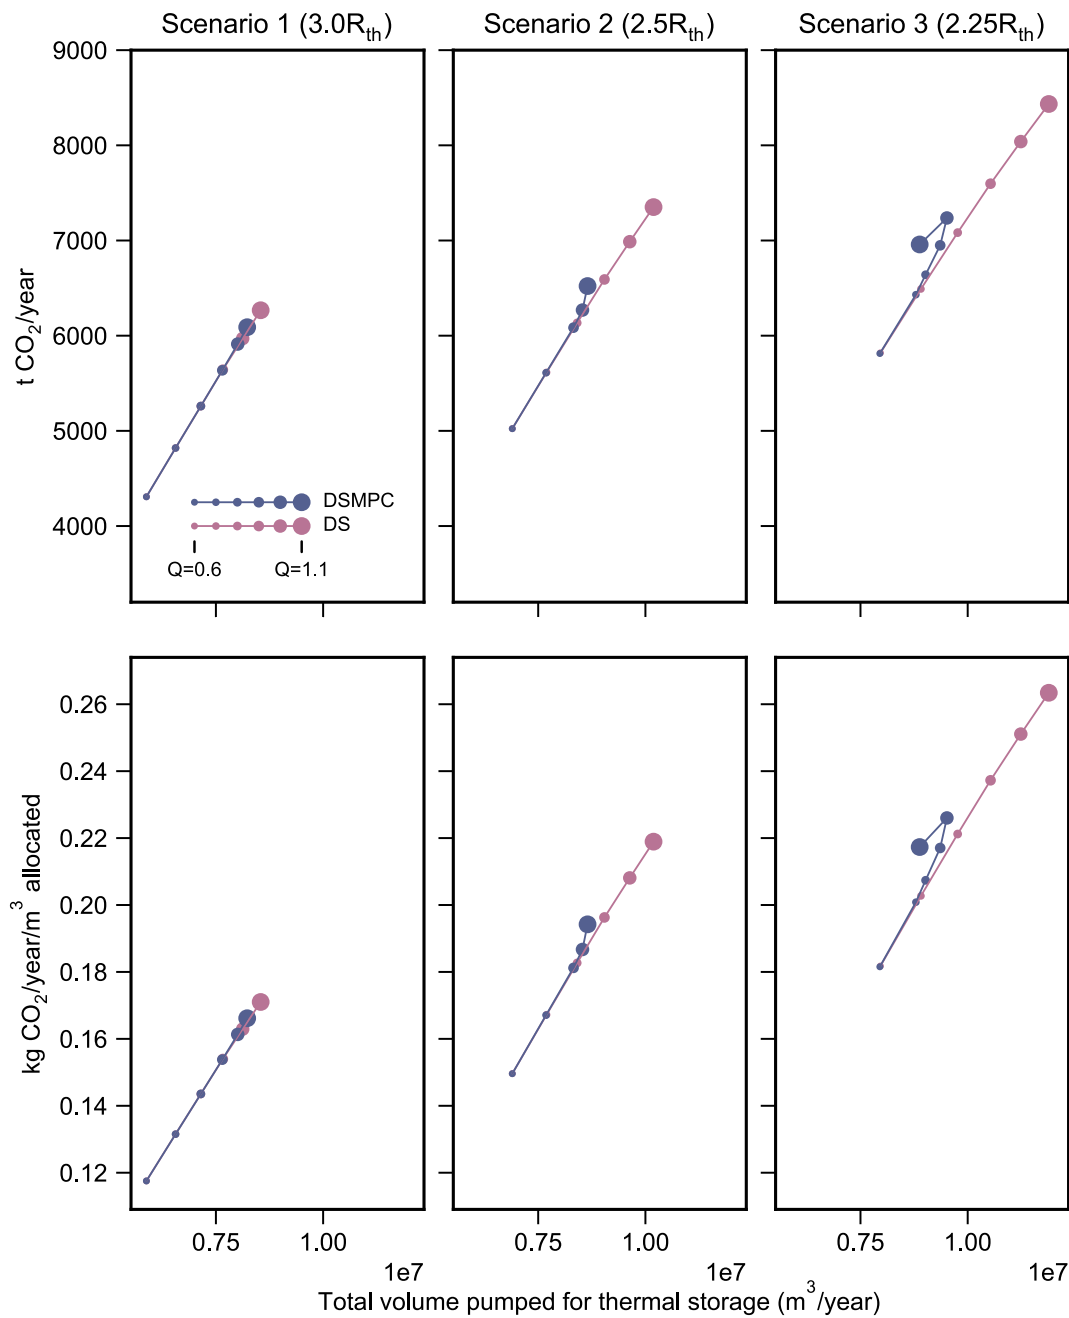 Scenario 1 (3.0R_th)
Scenario 2 (2.5R_th)
Scenario 3 (2.25R_th)
t CO₂/year
9000
8000
7000
6000
5000
4000
DSMPC
DS
Q=0.6
Q=1.1
kg CO₂/year/m³ allocated
0.26
0.24
0.22
0.20
0.18
0.16
0.14
0.12
0.75
1.00
1e7
0.75
1.00
1e7
0.75
1.00
1e7
Total volume pumped for thermal storage (m³/year)